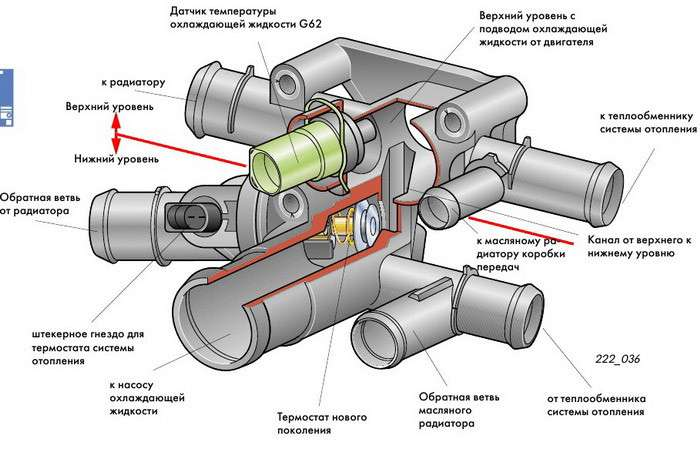 Датчик температуры
охлаждающей жидкости G62
Верхний уровень с
подводом охлаждающей
жидкости от двигателя
к радиатору
Верхний уровень
Нижний уровень
к теплообменнику
системы отопления
Обратная ветвь
от радиатора
к масляному ра-
диатору коробки
передач
Канал от верхнего к
нижнему уровню
штекерное гнездо для
термостата системы
отопления
222_036
к насосу
охлаждающей
жидкости
Термостат нового
поколения
Обратная ветвь
масляного
радиатора
от теплообменника
системы отопления